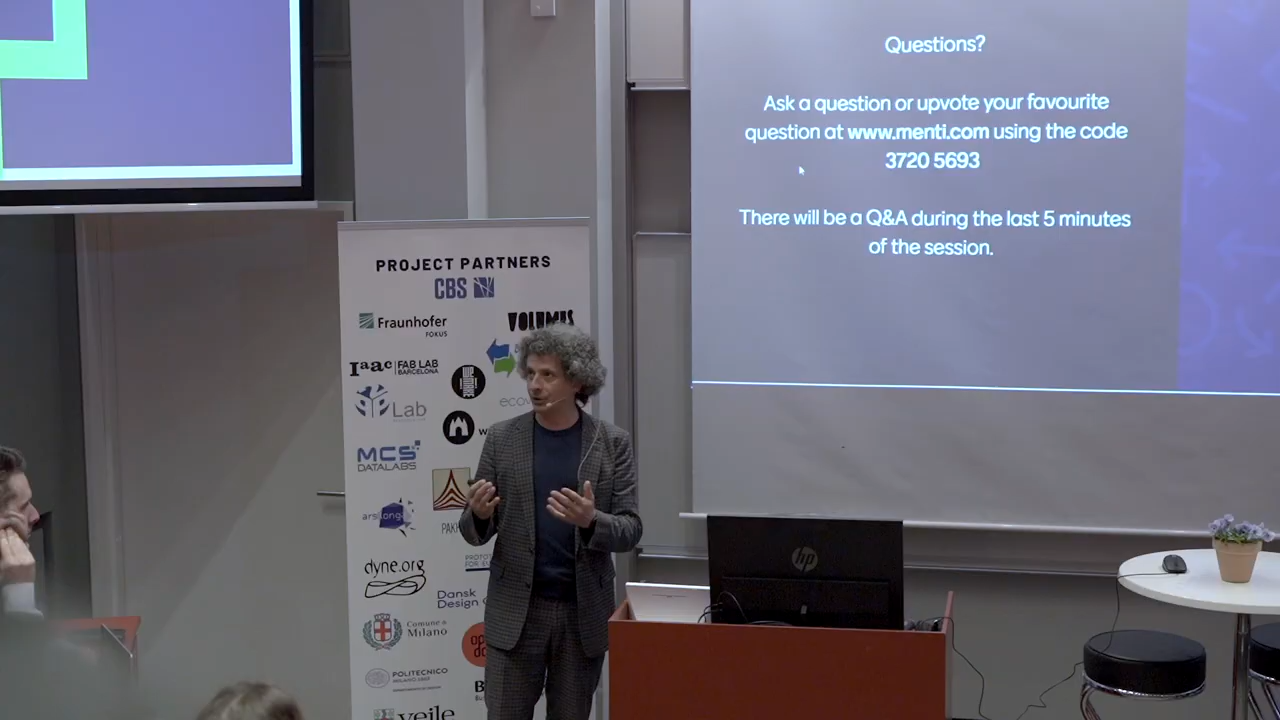 Questions?
Ask a question or upvote your favourite
question at www.menti.com using the code
3720 5693
There will be a Q&A during the last 5 minutes
of the session.
PROJECT PARTNERS
CBS
Fraunhofer
FOKUS
VOLUMES
Iaac FAB LAB
BARCELONA
Lab
MCS
DATALABS
arslonga
dyne.org
Dansk
Design
Comune di
Milano
POLITECNICO
MILANO 1863
vejle
hp